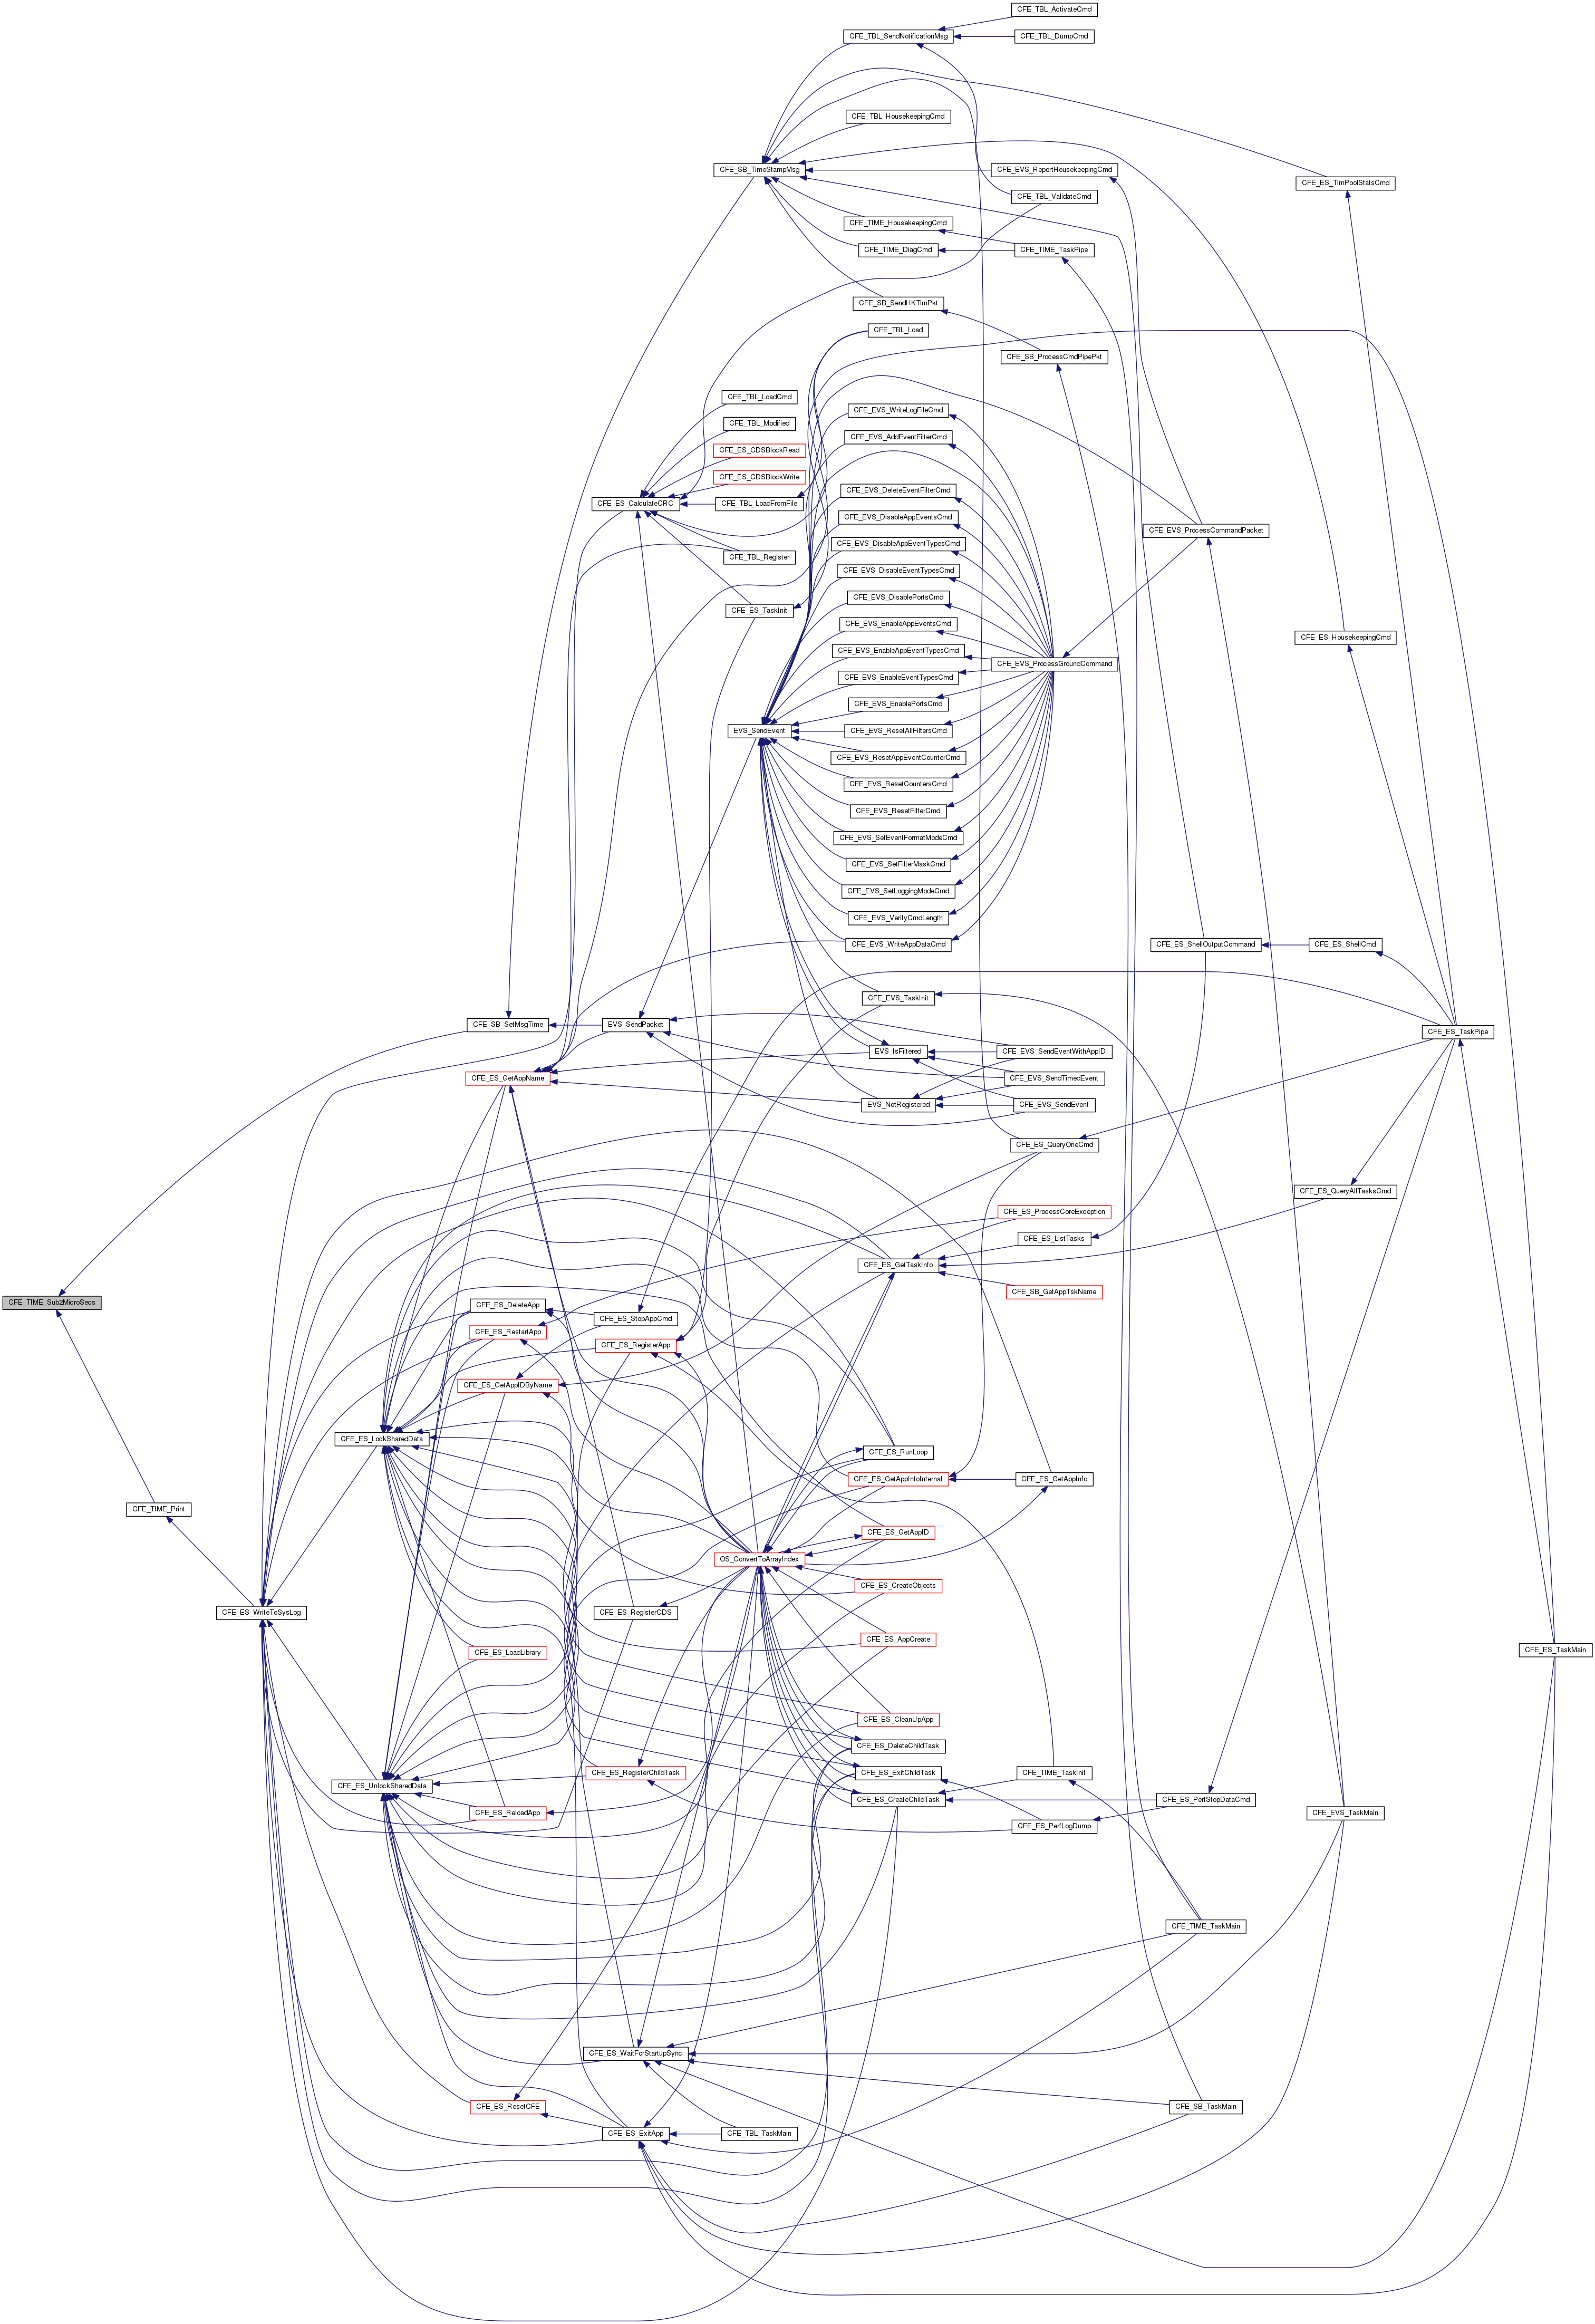 CFE_TBL_ActivateCmd
CFE_TBL_SendNotificationMsg
CFE_TBL_DumpCmd
CFE_TBL_HousekeepingCmd
CFE_SB_TimeStampMsg
CFE_EVS_ReportHousekeepingCmd
CFE_ES_TlmPoolStatsCmd
CFE_TBL_ValidateCmd
CFE_TIME_HousekeepingCmd
CFE_TIME_DiagCmd
CFE_TIME_TaskPipe
CFE_SB_SendHKTlmPkt
CFE_TBL_Load
CFE_SB_ProcessCmdPipePkt
CFE_TBL_LoadCmd
CFE_EVS_WriteLogFileCmd
CFE_TBL_Modified
CFE_EVS_AddEventFilterCmd
CFE_ES_CDSBlockRead
CFE_ES_CDSBlockWrite
CFE_EVS_DeleteEventFilterCmd
CFE_ES_CalculateCRC
CFE_TBL_LoadFromFile
CFE_EVS_DisableAppEventsCmd
CFE_EVS_ProcessCommandPacket
CFE_EVS_DisableAppEventTypesCmd
CFE_TBL_Register
CFE_EVS_DisableEventTypesCmd
CFE_EVS_DisablePortsCmd
CFE_ES_TaskInit
CFE_EVS_EnableAppEventsCmd
CFE_ES_HousekeepingCmd
CFE_EVS_EnableAppEventTypesCmd
CFE_EVS_ProcessGroundCommand
CFE_EVS_EnableEventTypesCmd
CFE_EVS_EnablePortsCmd
EVS_SendEvent
CFE_EVS_ResetAllFiltersCmd
CFE_EVS_ResetAppEventCounterCmd
CFE_EVS_ResetCountersCmd
CFE_EVS_ResetFilterCmd
CFE_EVS_SetEventFormatModeCmd
CFE_EVS_SetFilterMaskCmd
CFE_EVS_SetLoggingModeCmd
CFE_EVS_VerifyCmdLength
CFE_EVS_WriteAppDataCmd
CFE_ES_ShellOutputCommand
CFE_ES_ShellCmd
CFE_EVS_TaskInit
CFE_SB_SetMsgTime
EVS_SendPacket
CFE_ES_TaskPipe
EVS_IsFiltered
CFE_EVS_SendEventWithAppID
CFE_ES_GetAppName
CFE_EVS_SendTimedEvent
EVS_NotRegistered
CFE_EVS_SendEvent
CFE_ES_QueryOneCmd
CFE_ES_QueryAllTasksCmd
CFE_ES_ProcessCoreException
CFE_ES_ListTasks
CFE_ES_GetTaskInfo
CFE_SB_GetAppTskName
CFE_TIME_Sub2MicroSecs
CFE_ES_DeleteApp
CFE_ES_StopAppCmd
CFE_ES_RestartApp
CFE_ES_RegisterApp
CFE_ES_GetAppIDByName
CFE_ES_LockSharedData
CFE_ES_RunLoop
CFE_ES_GetAppInfoInternal
CFE_ES_GetAppInfo
CFE_TIME_Print
CFE_ES_GetAppID
OS_ConvertToArrayIndex
CFE_ES_CreateObjects
CFE_ES_WriteToSysLog
CFE_ES_RegisterCDS
CFE_ES_AppCreate
CFE_ES_LoadLibrary
CFE_ES_TaskMain
CFE_ES_CleanUpApp
CFE_ES_DeleteChildTask
CFE_ES_RegisterChildTask
CFE_ES_ExitChildTask
CFE_TIME_TaskInit
CFE_ES_UnlockSharedData
CFE_ES_CreateChildTask
CFE_ES_PerfStopDataCmd
CFE_ES_ReloadApp
CFE_EVS_TaskMain
CFE_ES_PerfLogDump
CFE_TIME_TaskMain
CFE_ES_WaitForStartupSync
CFE_ES_ResetCFE
CFE_SB_TaskMain
CFE_ES_ExitApp
CFE_TBL_TaskMain